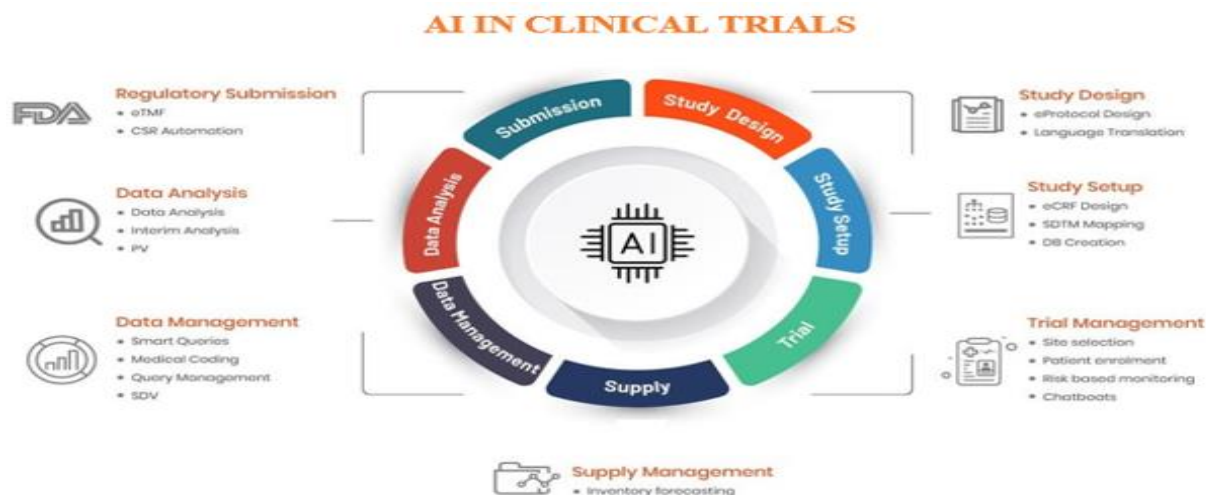 AI IN CLINICAL TRIALS
FDA
Regulatory Submission
• eTMF
• CSR Automation
Data Analysis
• Data Analysis
• Interim Analysis
• PV
Data Management
• Smart Queries
• Medical Coding
• Query Management
• SDV
Submission
Study Design
Study Setup
Trial
Supply
Data Management
Data Analysis
AI
Study Design
• eProtocol Design
• Language Translation
Study Setup
• eCRF Design
• SDTM Mapping
• DB Creation
Trial Management
• Site selection
• Patient enrolment
• Risk based monitoring
• Chatboats
Supply Management
• Inventory forecasting